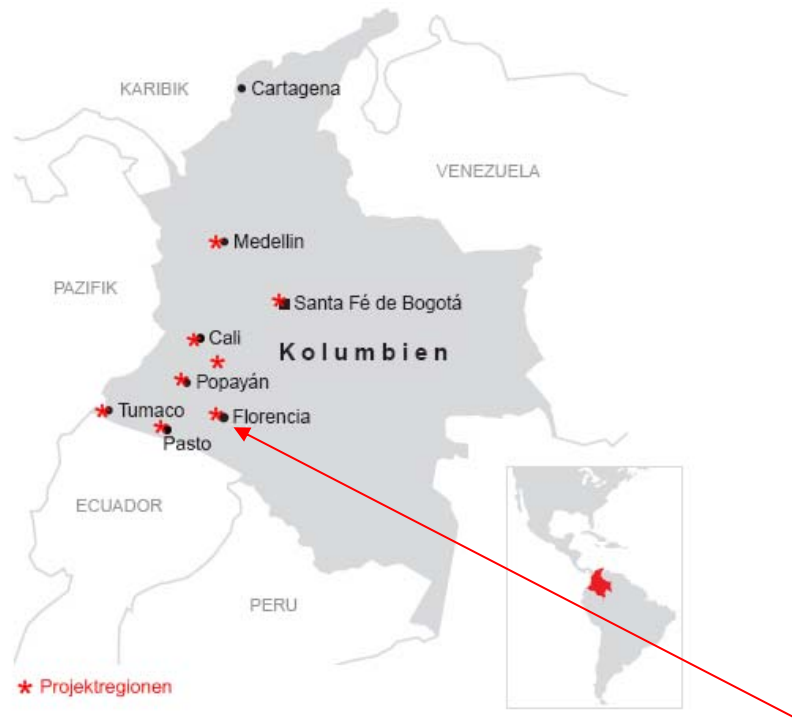 KARIBIK
Cartagena
VENEZUELA
Medellin
PAZIFIK
Santa Fé de Bogotá
Cali
Kolumbien
Popayán
Tumaco
Florencia
Pasto
ECUADOR
PERU
* Projektregionen